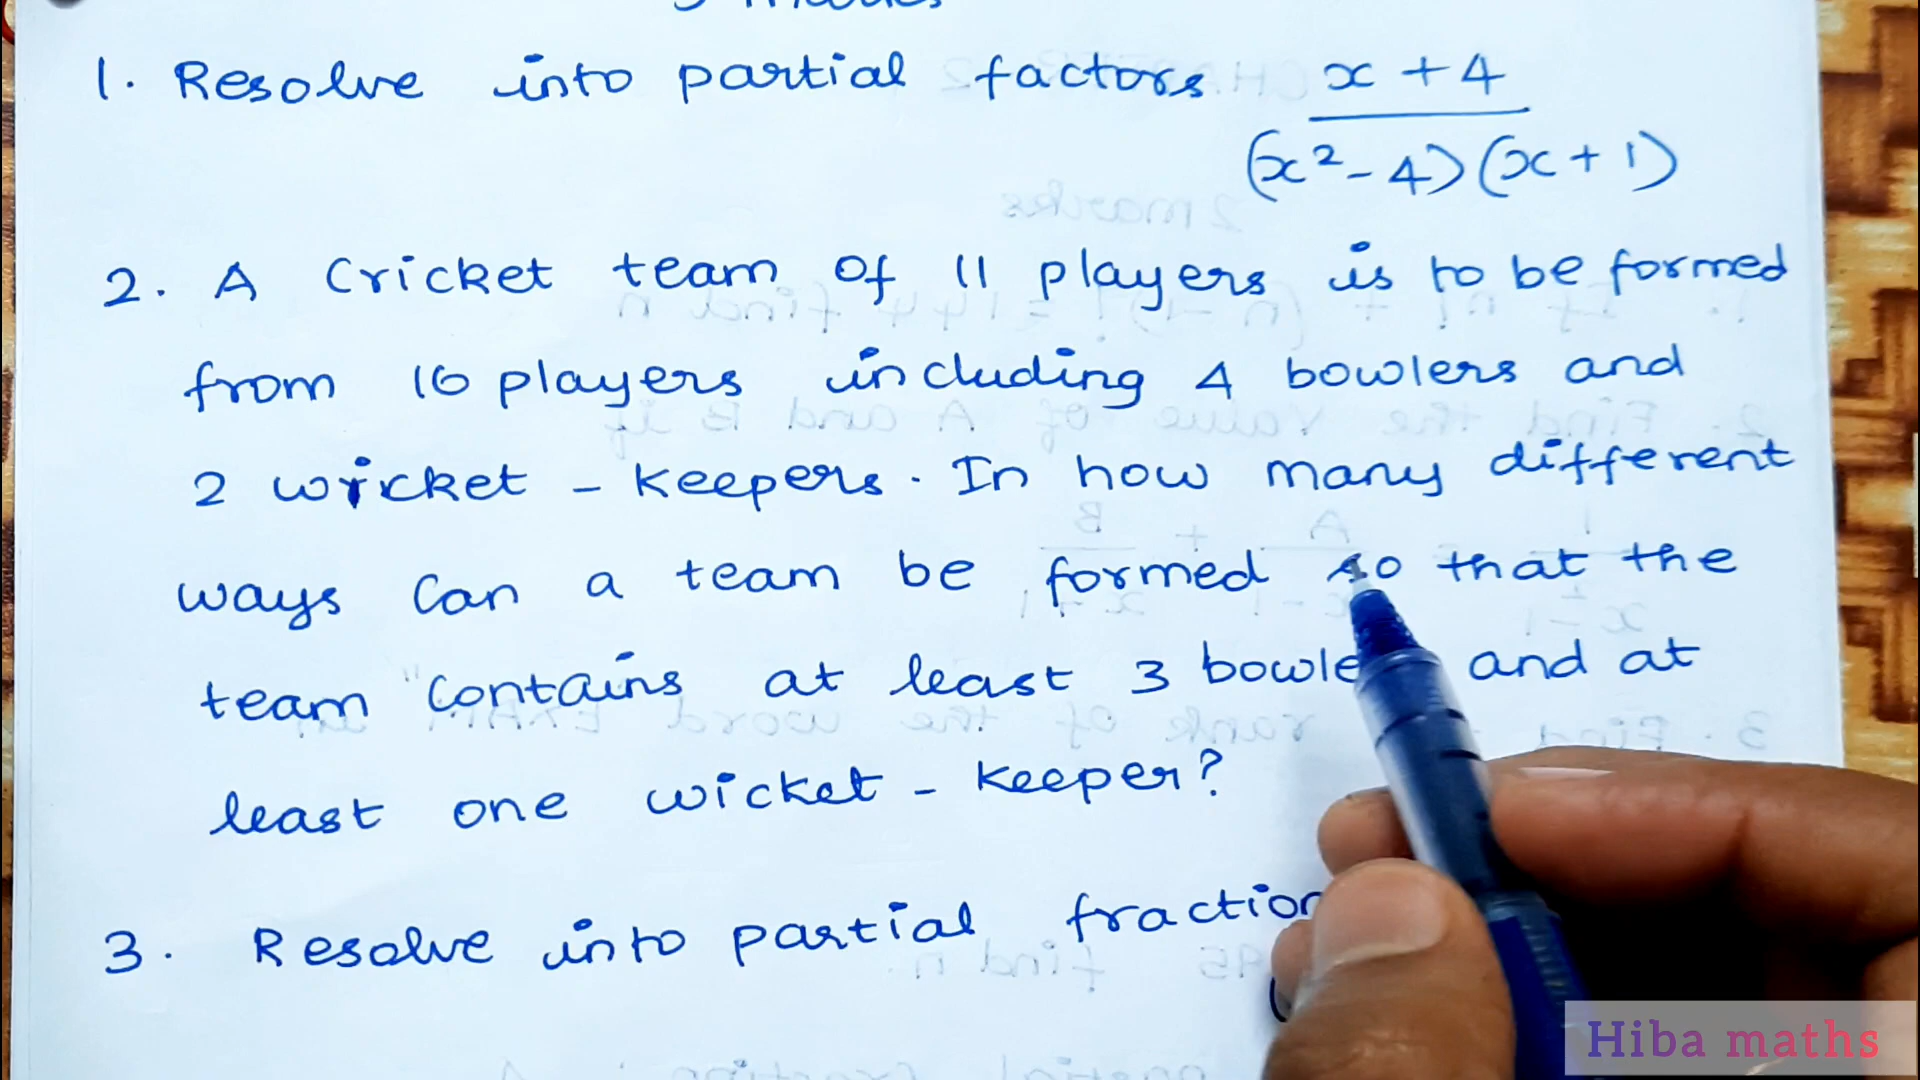 1. Resolve into partial factors x + 4
(x² - 4) (x + 1)
2. A Cricket team of 11 players is to be formed
from 16 players including 4 bowlers and
2 wicket - keepers. In how many different
ways can a team be formed so that the
team contains at least 3 and at
least one wicket - keeper?
3. Resolve into partial
Hiba maths